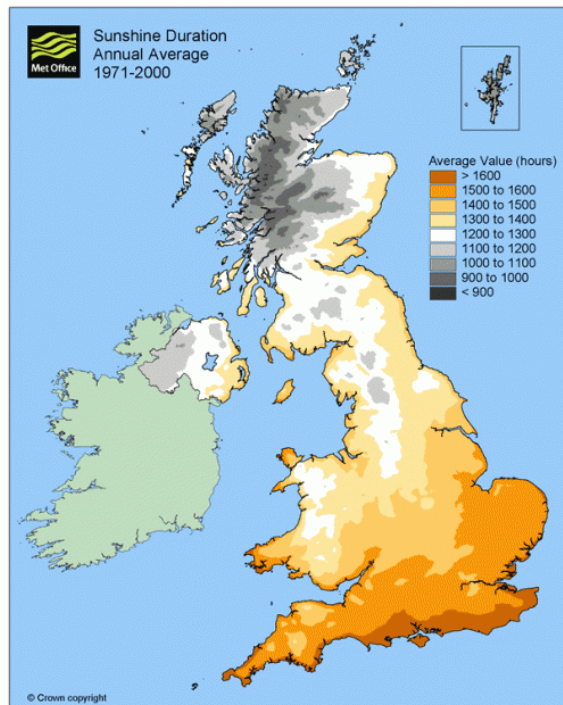 Met Office
Sunshine Duration
Annual Average
1971-2000
Average Value (hours)
> 1600
1500 to 1600
1400 to 1500
1300 to 1400
1200 to 1300
1100 to 1200
1000 to 1100
900 to 1000
< 900
© Crown copyright